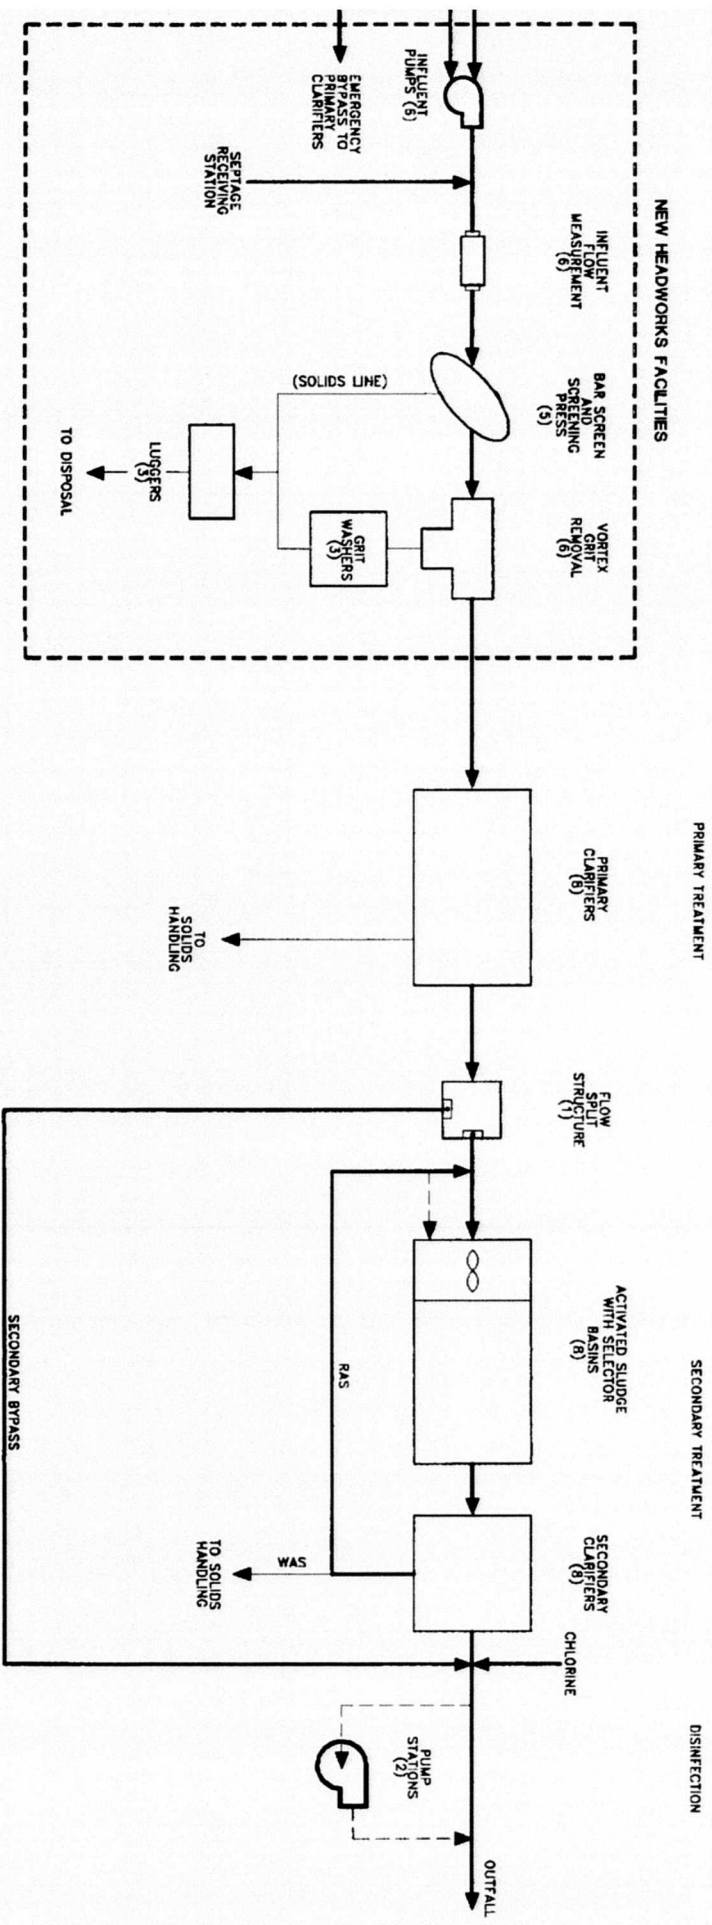 NEW HEADWORKS FACILITIES
PRIMARY TREATMENT
SECONDARY TREATMENT
DISINFECTION
INFLUENT
PUMPS (6)
INFLUENT
FLOW
MEASUREMENT
(6)
BAR SCREEN
AND
SCREENING
PRESS
(5)
VORTEX
GRIT
REMOVAL
(6)
EMERGENCY
BYPASS TO
PRIMARY
CLARIFIERS
SEPTAGE
RECEIVING
STATION
(SOLIDS LINE)
GRIT
WASHERS
(3)
LUGGERS
(3)
TO DISPOSAL
PRIMARY
CLARIFIERS
(8)
TO
SOLIDS
HANDLING
FLOW
SPLIT
STRUCTURE
(1)
ACTIVATED SLUDGE
WITH SELECTOR
BASINS
(8)
RAS
SECONDARY
CLARIFIERS
(8)
WAS
TO SOLIDS
HANDLING
SECONDARY BYPASS
CHLORINE
PUMP
STATIONS
(2)
OUTFALL